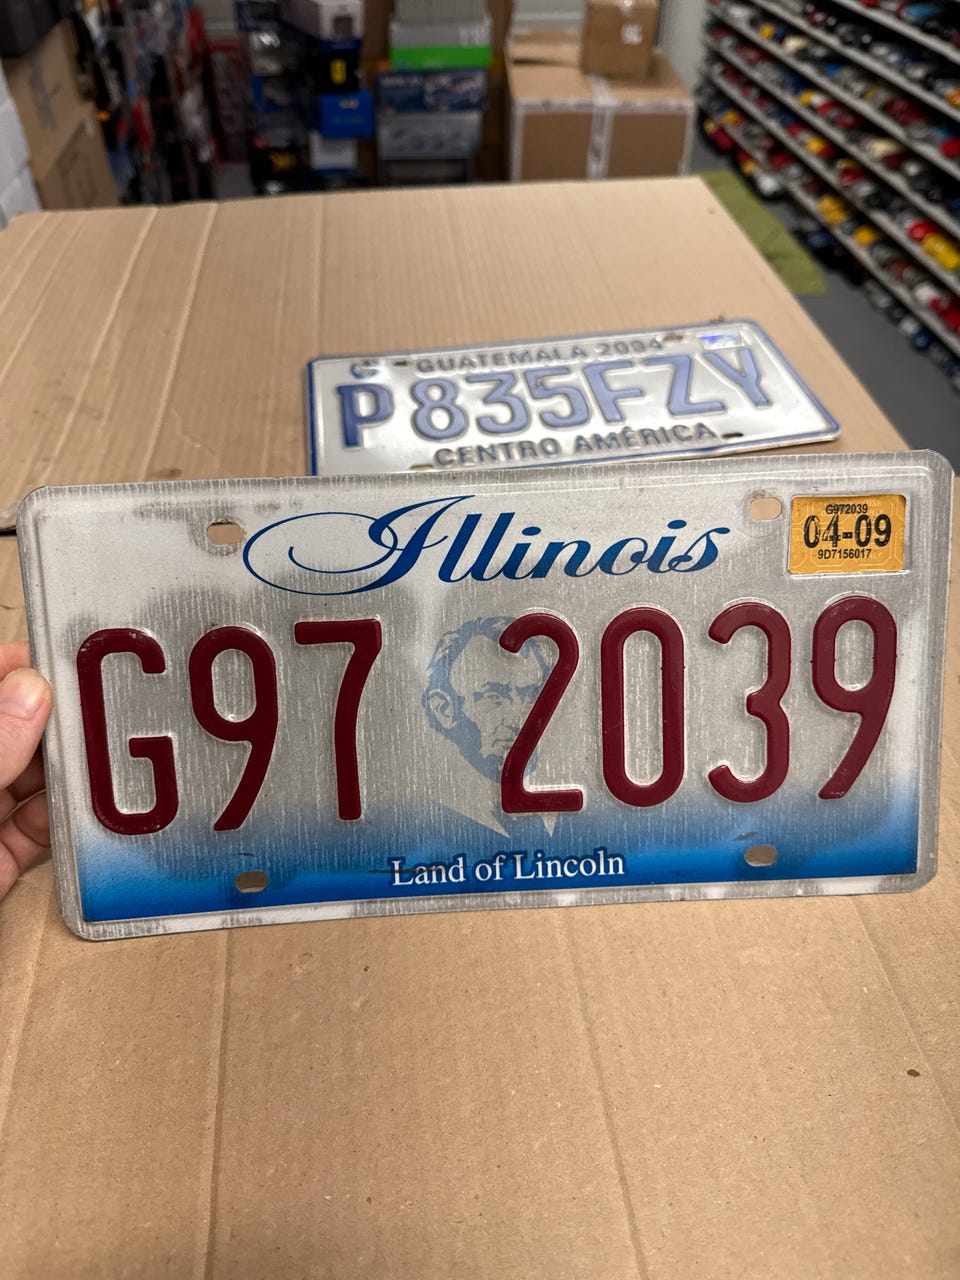 GUATEMALA 2004
P 835FZY
CENTRO AMÉRICA
Illinois
G972039
04-09
9D7156017
G97 2039
Land of Lincoln